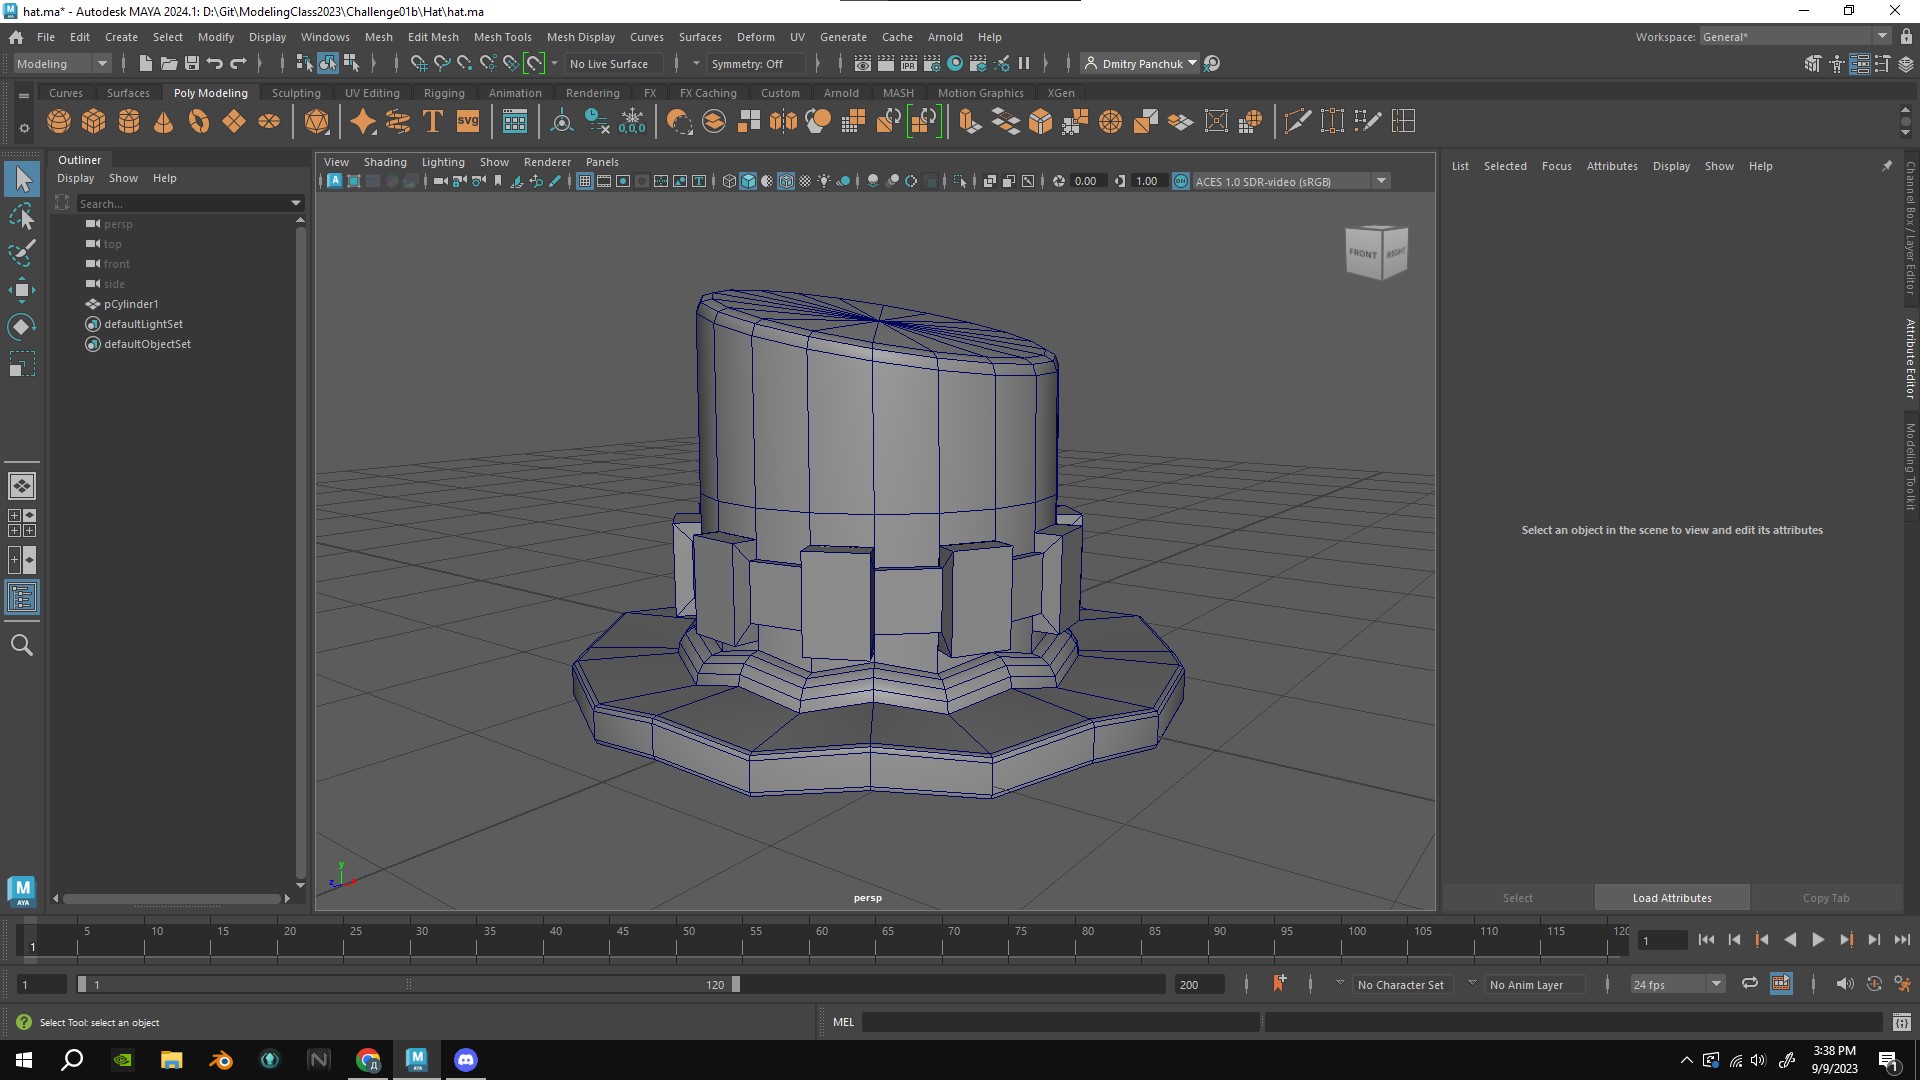 hat.ma* - Autodesk MAYA 2024.1: D:\Git\ModelingClass2023\Challenge01b\Hat\hat.ma
File Edit Create Select Modify Display Windows Mesh Edit Mesh Mesh Tools Mesh Display Curves Surfaces Deform UV Generate Cache Arnold Help Workspace: General*
Modeling No Live Surface Symmetry: Off IPR Dmitry Panchuk
Curves Surfaces Poly Modeling Sculpting UV Editing Rigging Animation Rendering FX FX Caching Custom Arnold MASH Motion Graphics XGen
T SVG 0,0,0
Outliner
Display Show Help
Search...
persp
top
front
side
pCylinder1
defaultLightSet
defaultObjectSet
View Shading Lighting Show Renderer Panels
0.00 1.00 ON ACES 1.0 SDR-video (sRGB)
FRONT RIGHT
y
z x
persp
List Selected Focus Attributes Display Show Help
Select an object in the scene to view and edit its attributes
Select Load Attributes Copy Tab
Channel Box / Layer Editor
Attribute Editor
Modeling Toolkit
M
AYA
5 10 15 20 25 30 35 40 45 50 55 60 65 70 75 80 85 90 95 100 105 110 115 120
1 1
1 1 120 200 No Character Set No Anim Layer 24 fps
Select Tool: select an object MEL
3:38 PM
9/9/2023
1